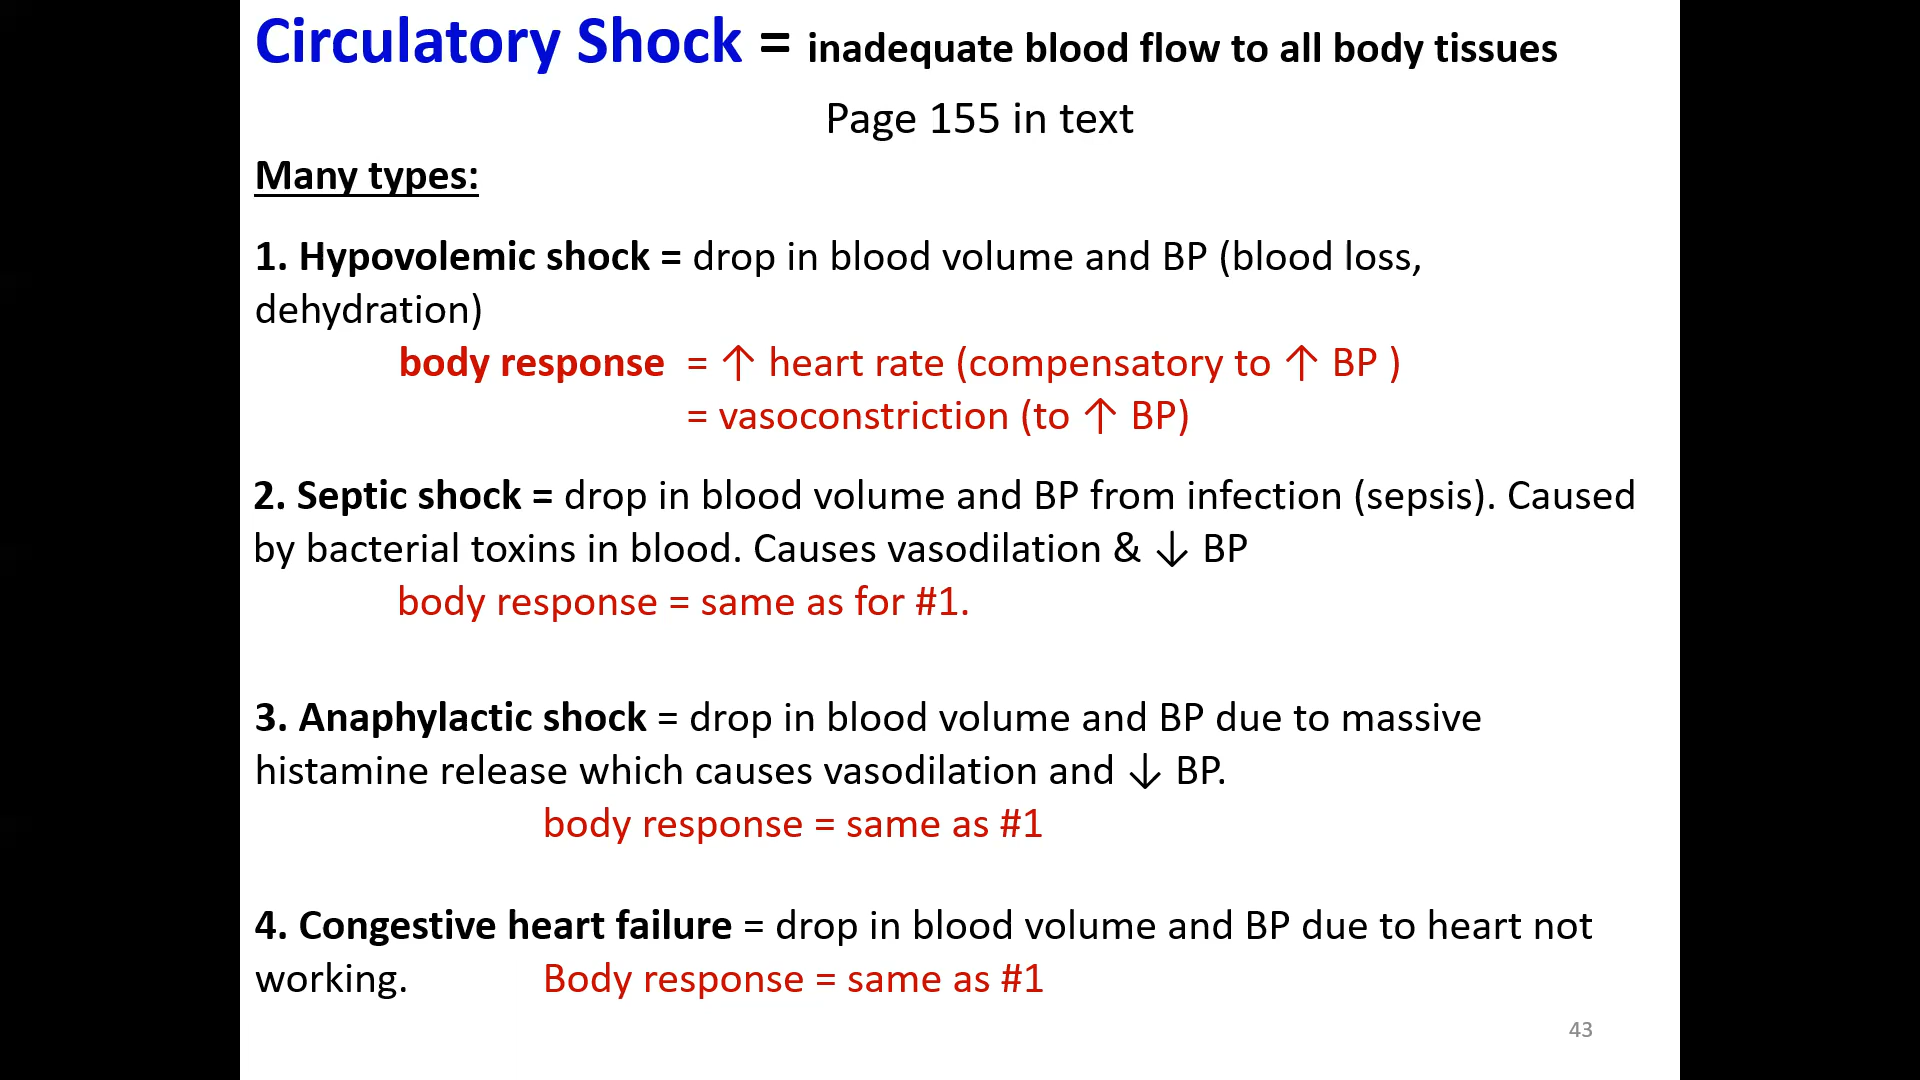 Circulatory Shock = inadequate blood flow to all body tissues
Page 155 in text
Many types:
1. Hypovolemic shock = drop in blood volume and BP (blood loss,
dehydration)
body response = ↑ heart rate (compensatory to ↑ BP )
= vasoconstriction (to ↑ BP)
2. Septic shock = drop in blood volume and BP from infection (sepsis). Caused
by bacterial toxins in blood. Causes vasodilation & ↓ BP
body response = same as for #1.
3. Anaphylactic shock = drop in blood volume and BP due to massive
histamine release which causes vasodilation and ↓ BP.
body response = same as #1
4. Congestive heart failure = drop in blood volume and BP due to heart not
working. Body response = same as #1
43